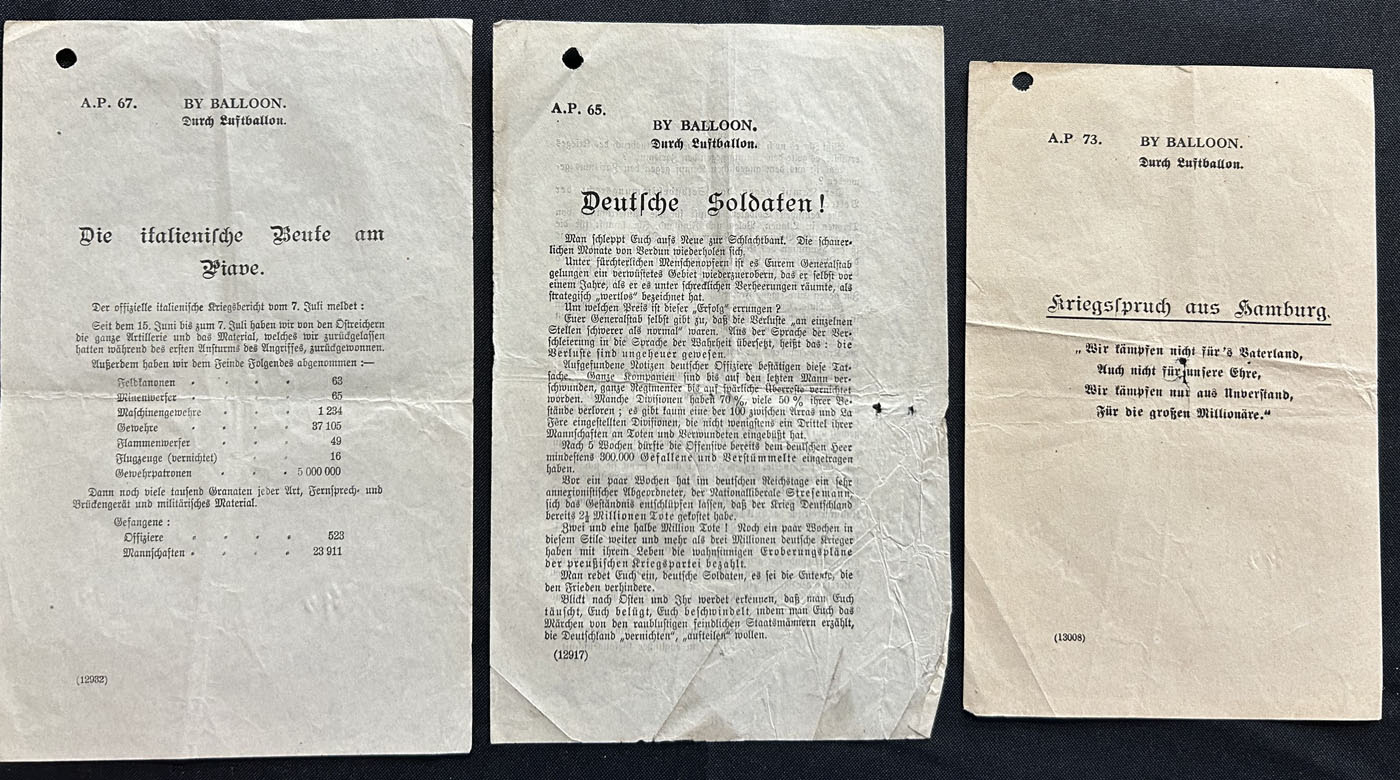 A.P. 67. BY BALLOON.
Durch Luftballon.
Die italienische Beute am
Piave.
Der offizielle italienische Kriegsbericht vom 7. Juli meldet :
Seit dem 15. Juni bis zum 7. Juli haben wir von den Östreichern
die ganze Artillerie und das Material, welches wir zurückgelassen
hatten während des ersten Ansturms des Angriffes, zurückgewonnen.
Außerdem haben wir dem Feinde Folgendes abgenommen :—
Feldkanonen 63
Minenwerfer 65
Maschinengewehre 1 234
Gewehre 37 105
Flammenwerfer 49
Flugzeuge (vernichtet) 16
Gewehrpatronen 5 000 000
Dann noch viele tausend Granaten jeder Art, Fernsprech- und
Brückengerät und militärisches Material.
Gefangene :
Offiziere 523
Mannschaften 23 911
(12932)
A.P. 65.
BY BALLOON.
Durch Luftballon.
Deutsche Soldaten!
Man schleppt Euch aufs Neue zur Schlachtbank. Die schauer-
lichen Monate von Verdun wiederholen sich.
Unter fürchterlichen Menschenopfern ist es Eurem Generalstab
gelungen ein verwüstetes Gebiet wiederzuerobern, das er selbst vor
einem Jahre, als er es unter schrecklichen Verheerungen räumte, als
strategisch „wertlos" bezeichnet hat.
Um welchen Preis ist dieser „Erfolg" errungen ?
Euer Generalstab selbst gibt zu, daß die Verluste „an einzelnen
Stellen schwerer als normal" waren. Aus der Sprache der Ver-
schleierung in die Sprache der Wahrheit übersetzt, heißt das : die
Verluste sind ungeheuer gewesen.
Aufgefundene Notizen deutscher Offiziere bestätigen diese Tat-
sache. Ganze Kompanien sind bis auf den letzten Mann ver-
schwunden, ganze Regimenter bis auf spärliche Überreste vernichtet
worden. Manche Divisionen haben 70 %, viele 50 % ihrer Be-
stände verloren ; es gibt kaum eine der 100 zwischen Arras und La
Fère eingestellten Divisionen, die nicht wenigstens ein Drittel ihrer
Mannschaften an Toten und Verwundeten eingebüßt hat.
Nach 5 Wochen dürfte die Offensive bereits dem deutschen Heer
mindestens 300.000 Gefallene und Verstümmelte eingetragen
haben.
Vor ein paar Wochen hat im deutschen Reichstage ein sehr
annexionistischer Abgeordneter, der Nationalliberale Stresemann,
sich das Geständnis entschlüpfen lassen, daß der Krieg Deutschland
bereits 2½ Millionen Tote gekostet habe.
Zwei und eine halbe Million Tote ! Noch ein paar Wochen in
diesem Stile weiter und mehr als drei Millionen deutsche Krieger
haben mit ihrem Leben die wahnsinnigen Eroberungspläne
der preußischen Kriegspartei bezahlt.
Man redet Euch ein, deutsche Soldaten, es sei die Entente, die
den Frieden verhindere.
Blickt nach Osten und Ihr werdet erkennen, daß man Euch
täuscht, Euch belügt, Euch beschwindelt indem man Euch das
Märchen von den raublustigen feindlichen Staatsmännern erzählt,
die Deutschland „vernichten", „aufteilen" wollen.
(12917)
A.P 73. BY BALLOON.
Durch Luftballon.
Kriegsspruch aus Hamburg.
„Wir kämpfen nicht für's Vaterland,
Auch nicht für unsere Ehre,
Wir kämpfen nur aus Unverstand,
Für die großen Millionäre."
(13008)